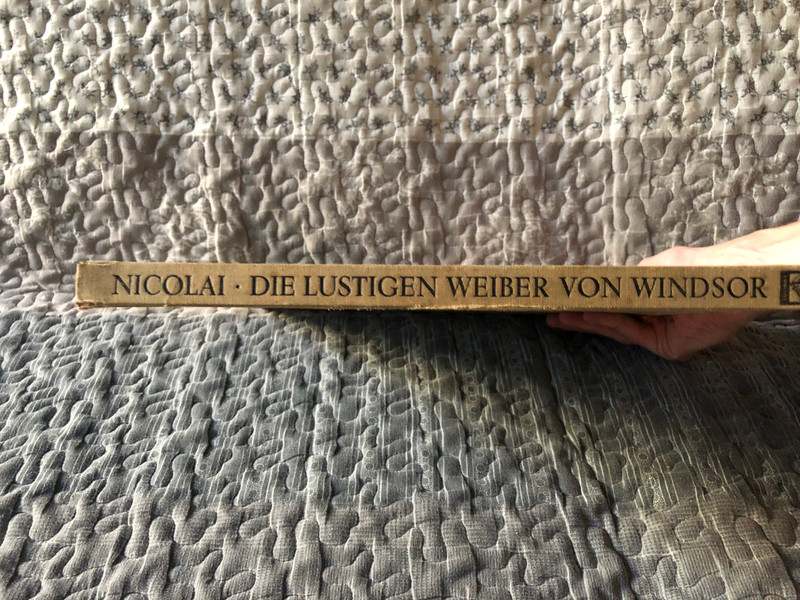 NICOLAI · DIE LUSTIGEN WEIBER VON WINDSOR